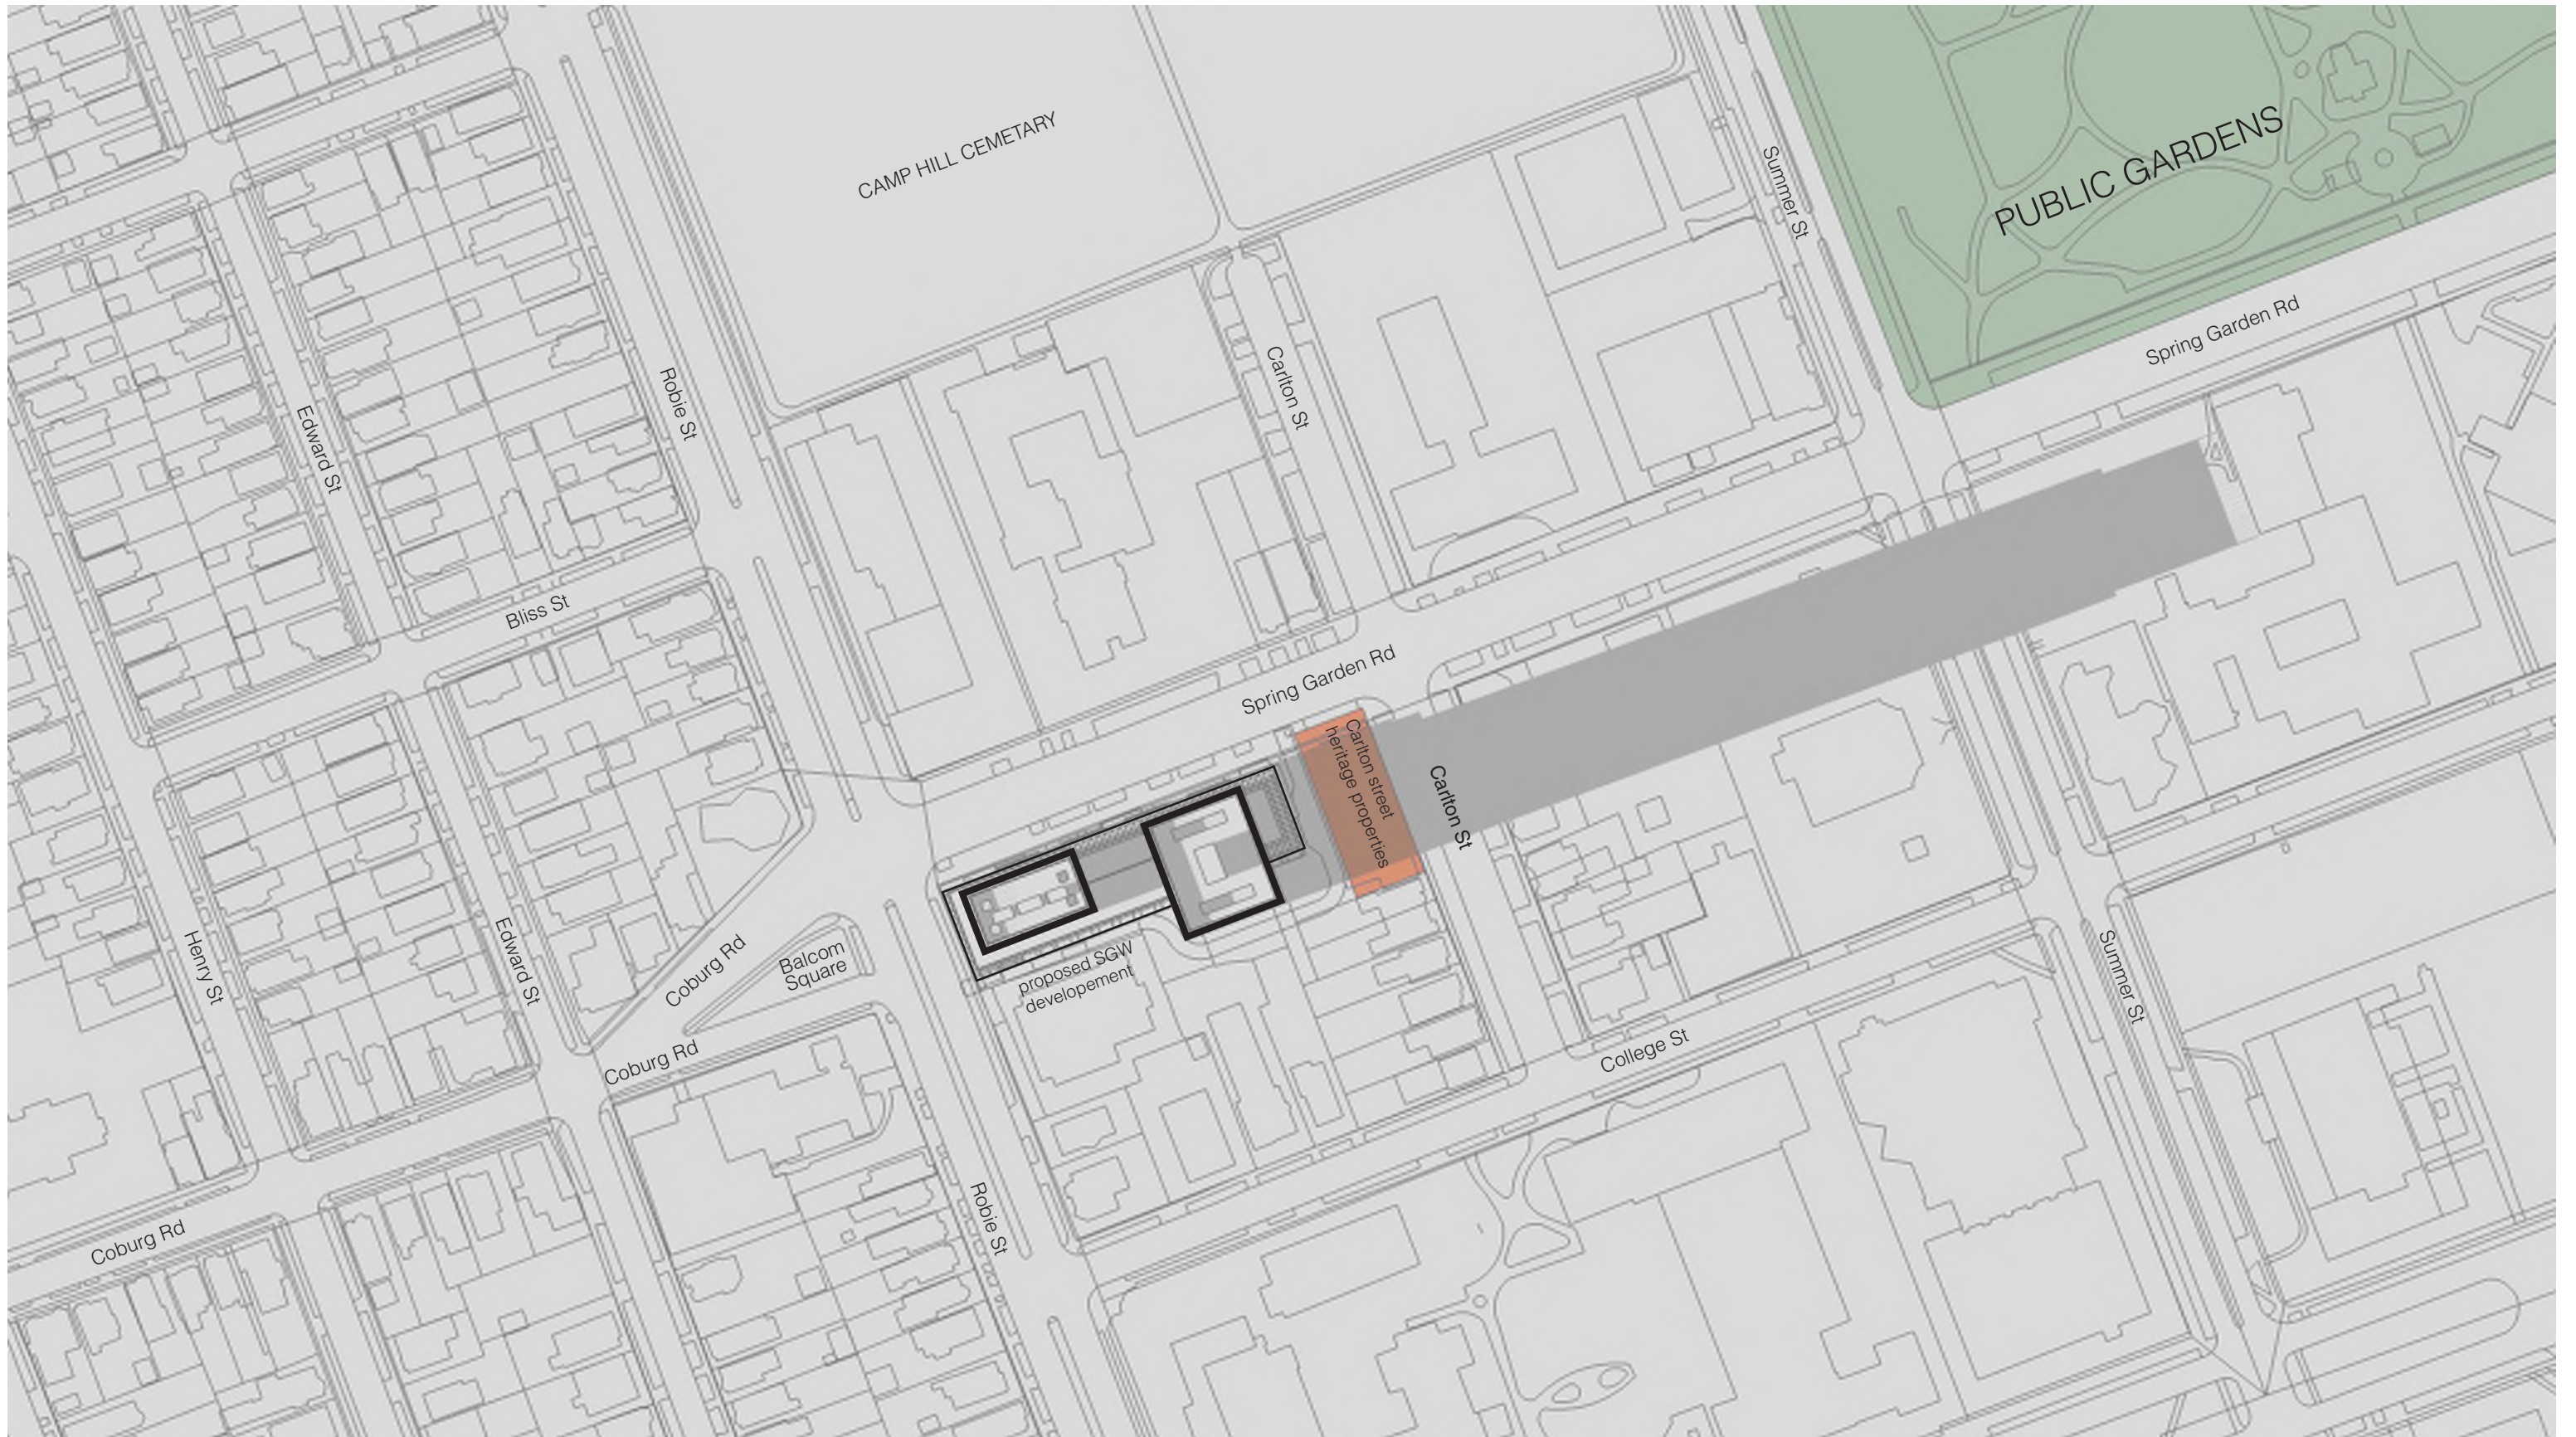 CAMP HILL CEMETARY
PUBLIC GARDENS
Summer St
Spring Garden Rd
Carlton St
Robie St
Edward St
Bliss St
Spring Garden Rd
Carlton street
heritage properties
Carlton St
Henry St
Edward St
Coburg Rd
Balcom
Square
proposed SGW
developement
Summer St
Coburg Rd
College St
Robie St
Coburg Rd